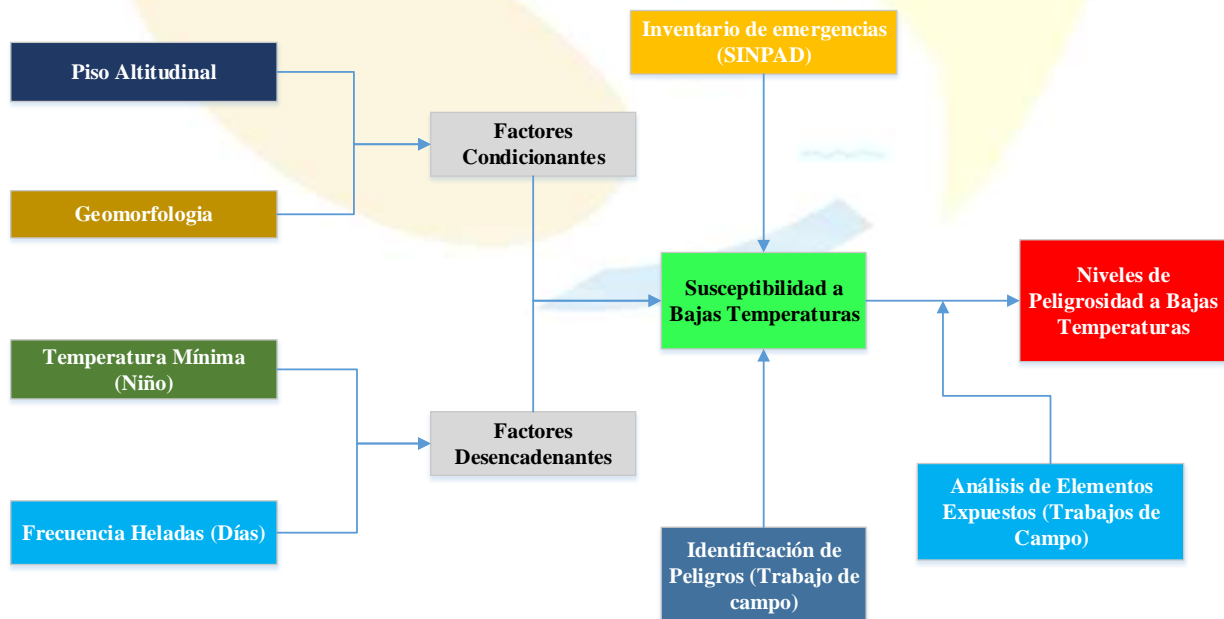 Piso Altitudinal
Geomorfologia
Temperatura Mínima
(Niño)
Frecuencia Heladas (Días)
Factores
Condicionantes
Factores
Desencadenantes
Inventario de emergencias
(SINPAD)
Susceptibilidad a
Bajas Temperaturas
Identificación de
Peligros (Trabajo de
campo)
Niveles de
Peligrosidad a Bajas
Temperaturas
Análisis de Elementos
Expuestos (Trabajos de
Campo)